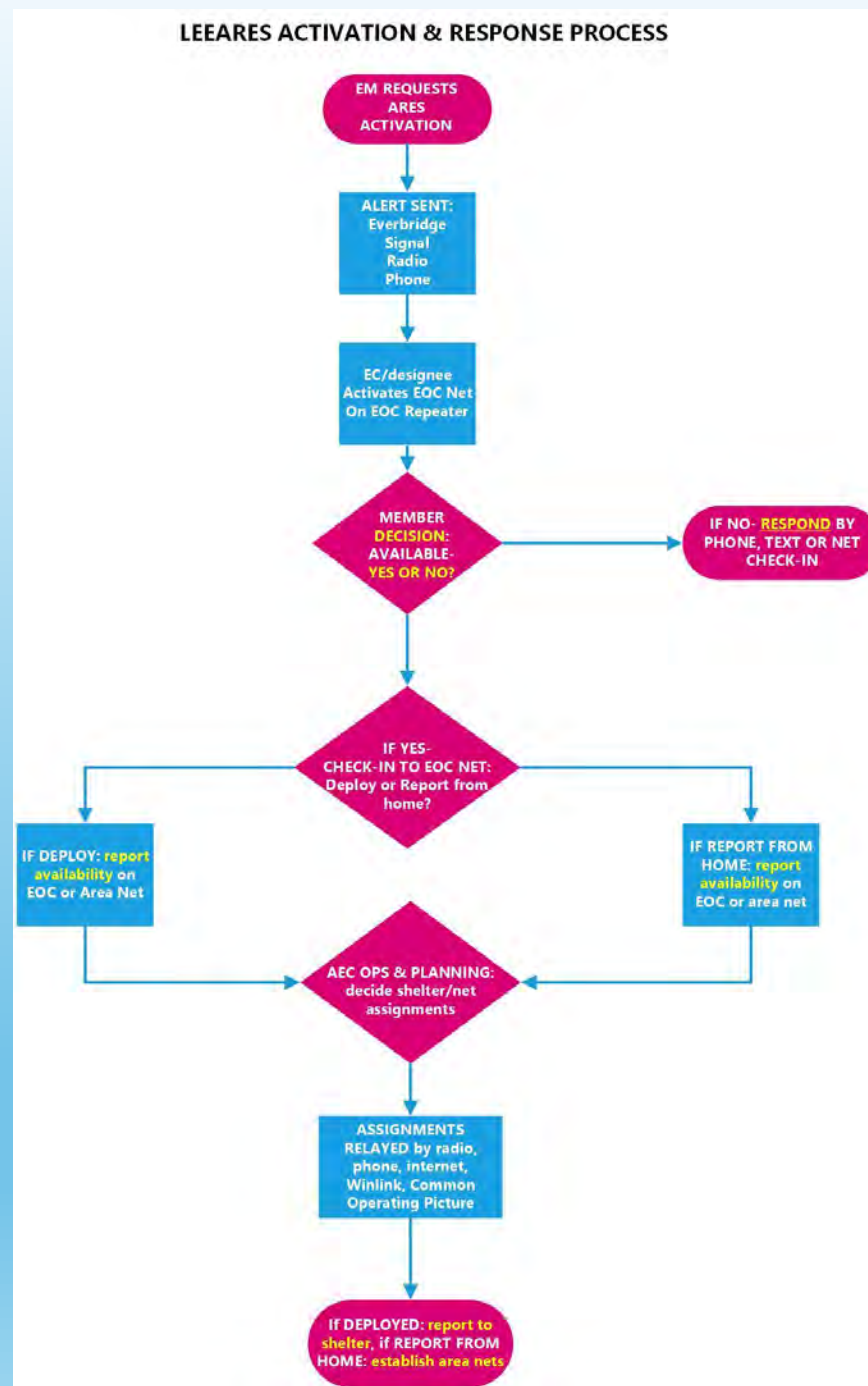 LEEARES ACTIVATION & RESPONSE PROCESS
EM REQUESTS
ARES
ACTIVATION
ALERT SENT:
Everbridge
Signal
Radio
Phone
EC/designee
Activates EOC Net
On EOC Repeater
MEMBER
DECISION:
AVAILABLE-
YES OR NO?
IF NO- RESPOND BY
PHONE, TEXT OR NET
CHECK-IN
IF YES-
CHECK-IN TO EOC NET:
Deploy or Report from
home?
IF DEPLOY: report
availability on
EOC or Area Net
IF REPORT FROM
HOME: report
availability on
EOC or area net
AEC OPS & PLANNING:
decide shelter/net
assignments
ASSIGNMENTS
RELAYED by radio,
phone, internet,
Winlink, Common
Operating Picture
If DEPLOYED: report to
shelter, if REPORT FROM
HOME: establish area nets